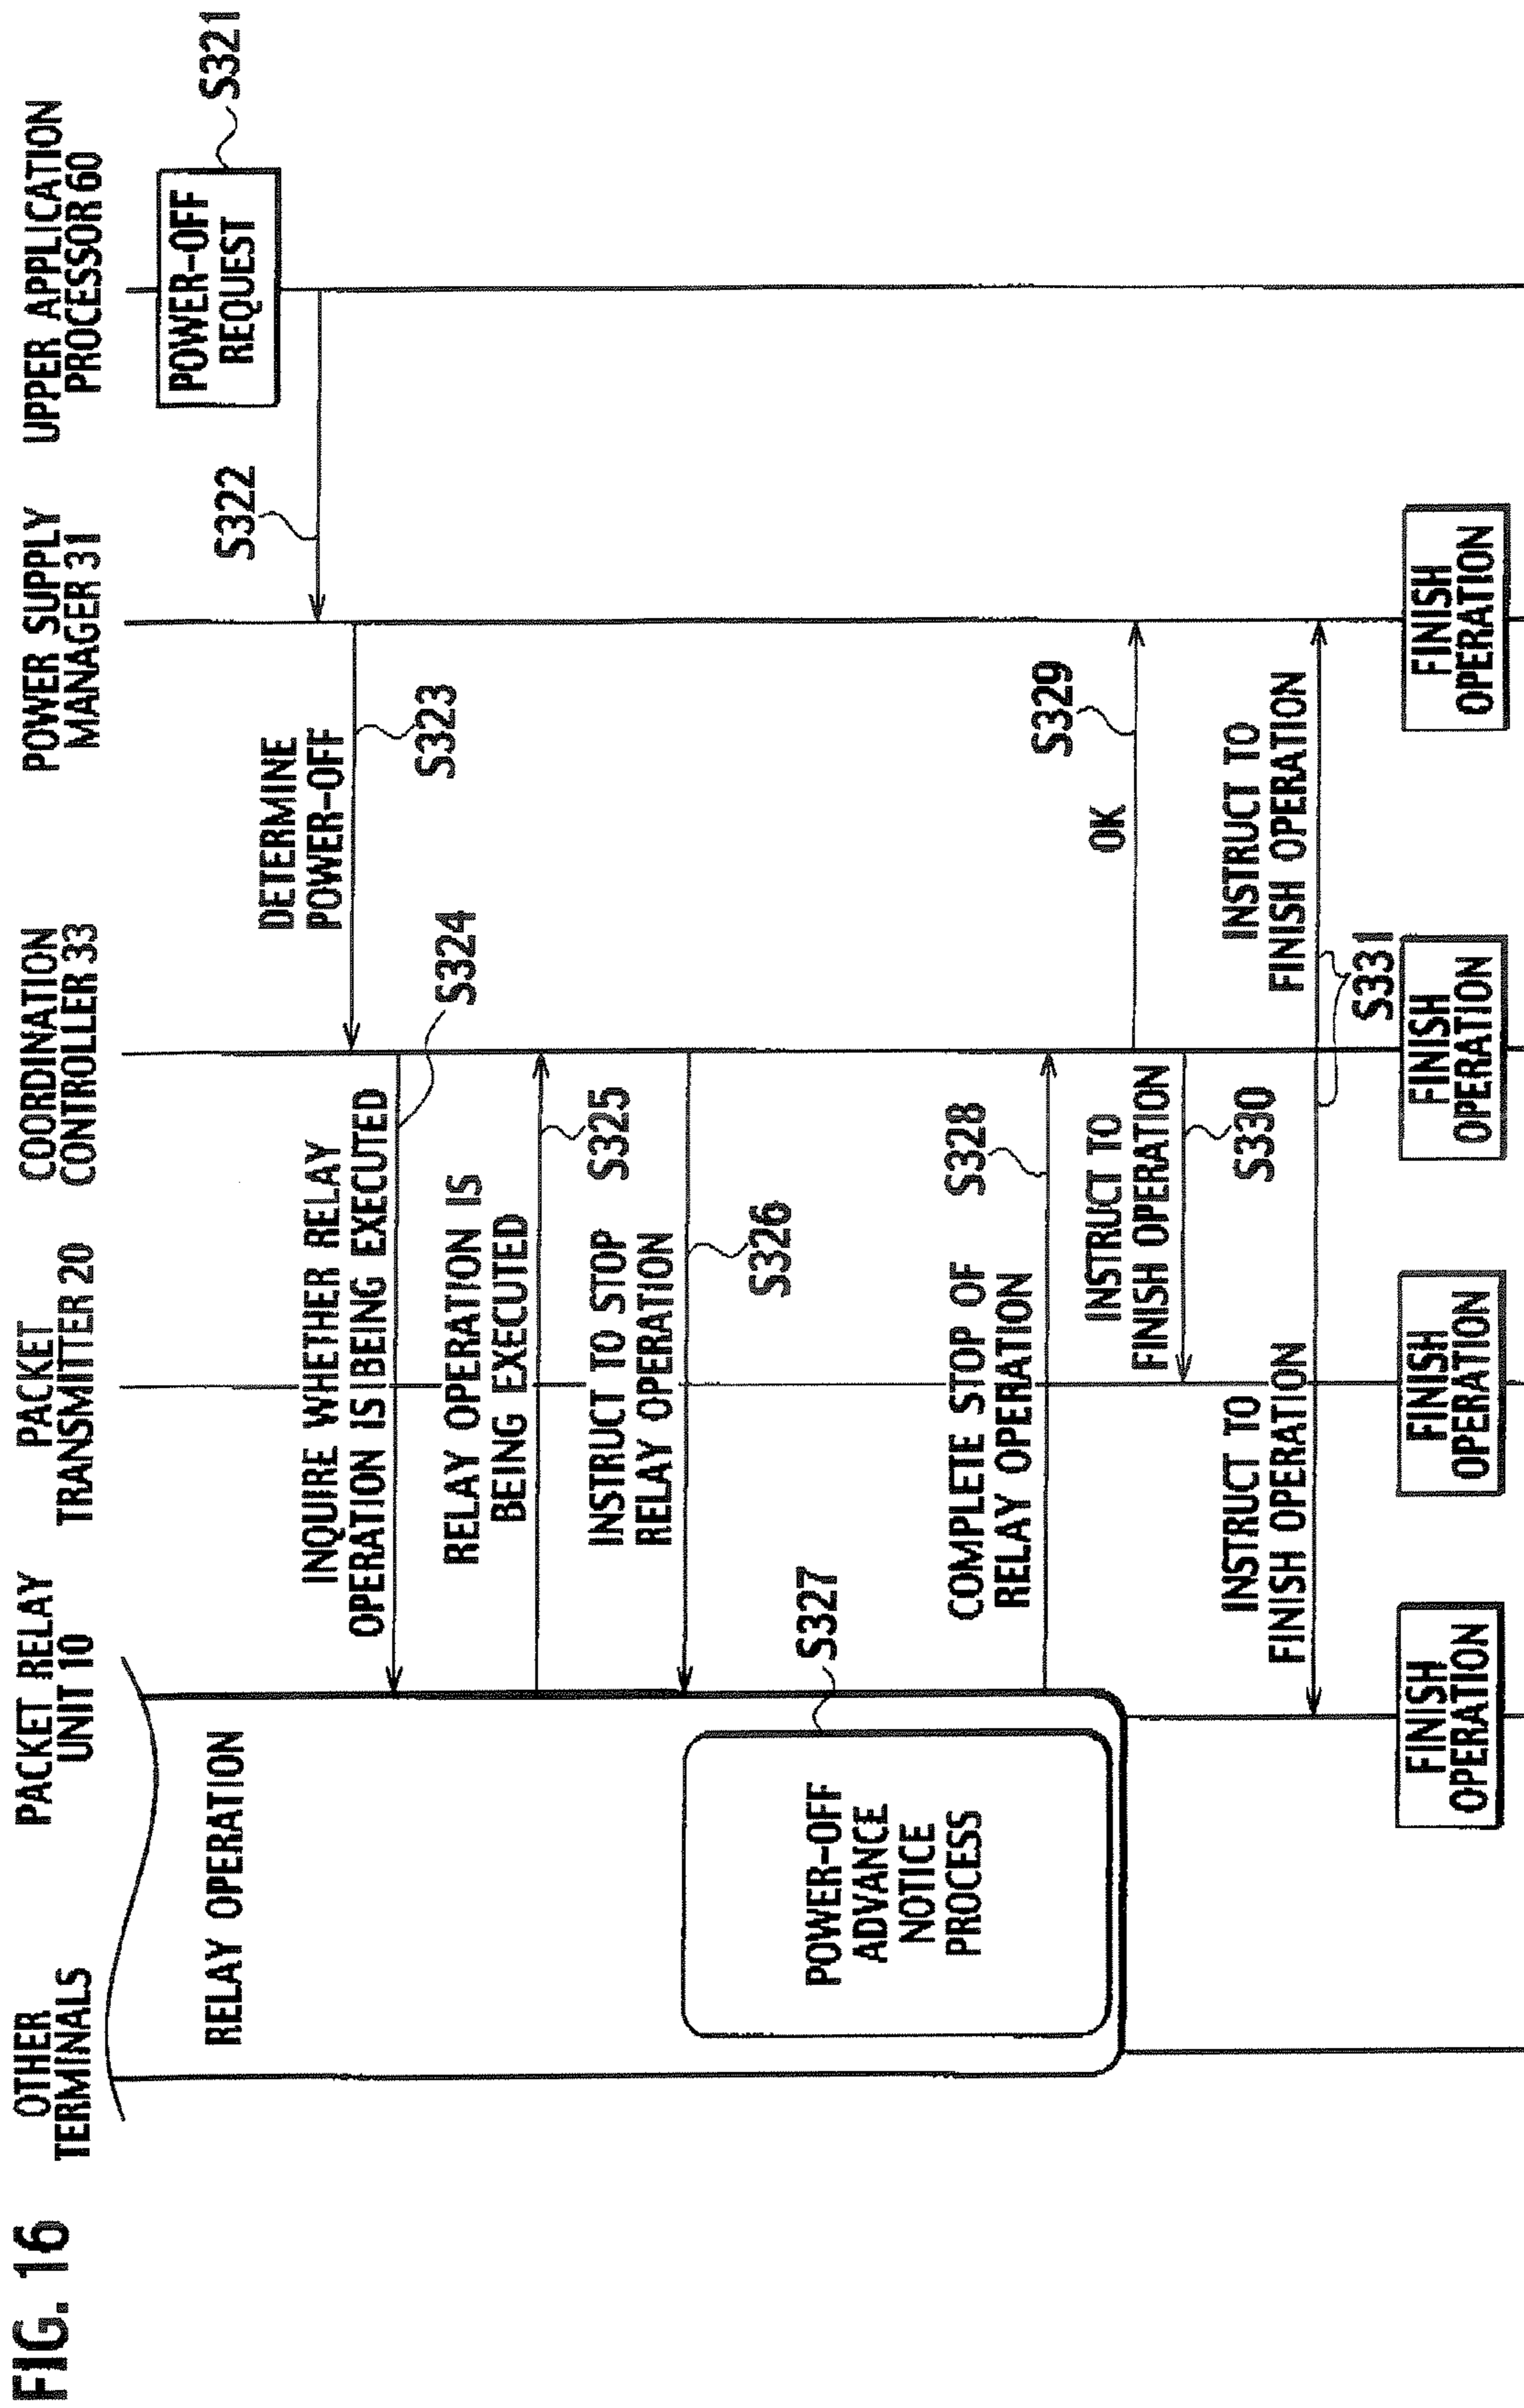 FIG. 16
OTHER
TERMINALS
PACKET RELAY
UNIT 10
PACKET
TRANSMITTER 20
COORDINATION
CONTROLLER 33
POWER SUPPLY
MANAGER 31
UPPER APPLICATION
PROCESSOR 60
RELAY OPERATION
POWER-OFF
REQUEST
S321
S322
DETERMINE
POWER-OFF
S323
INQUIRE WHETHER RELAY
OPERATION IS BEING EXECUTED
S324
RELAY OPERATION IS
BEING EXECUTED
S325
INSTRUCT TO STOP
RELAY OPERATION
S326
POWER-OFF
ADVANCE
NOTICE
PROCESS
S327
COMPLETE STOP OF
RELAY OPERATION
S328
OK
S329
INSTRUCT TO
FINISH OPERATION
S330
INSTRUCT TO
FINISH OPERATION
INSTRUCT TO
FINISH OPERATION
S331
FINISH
OPERATION
FINISH
OPERATION
FINISH
OPERATION
FINISH
OPERATION